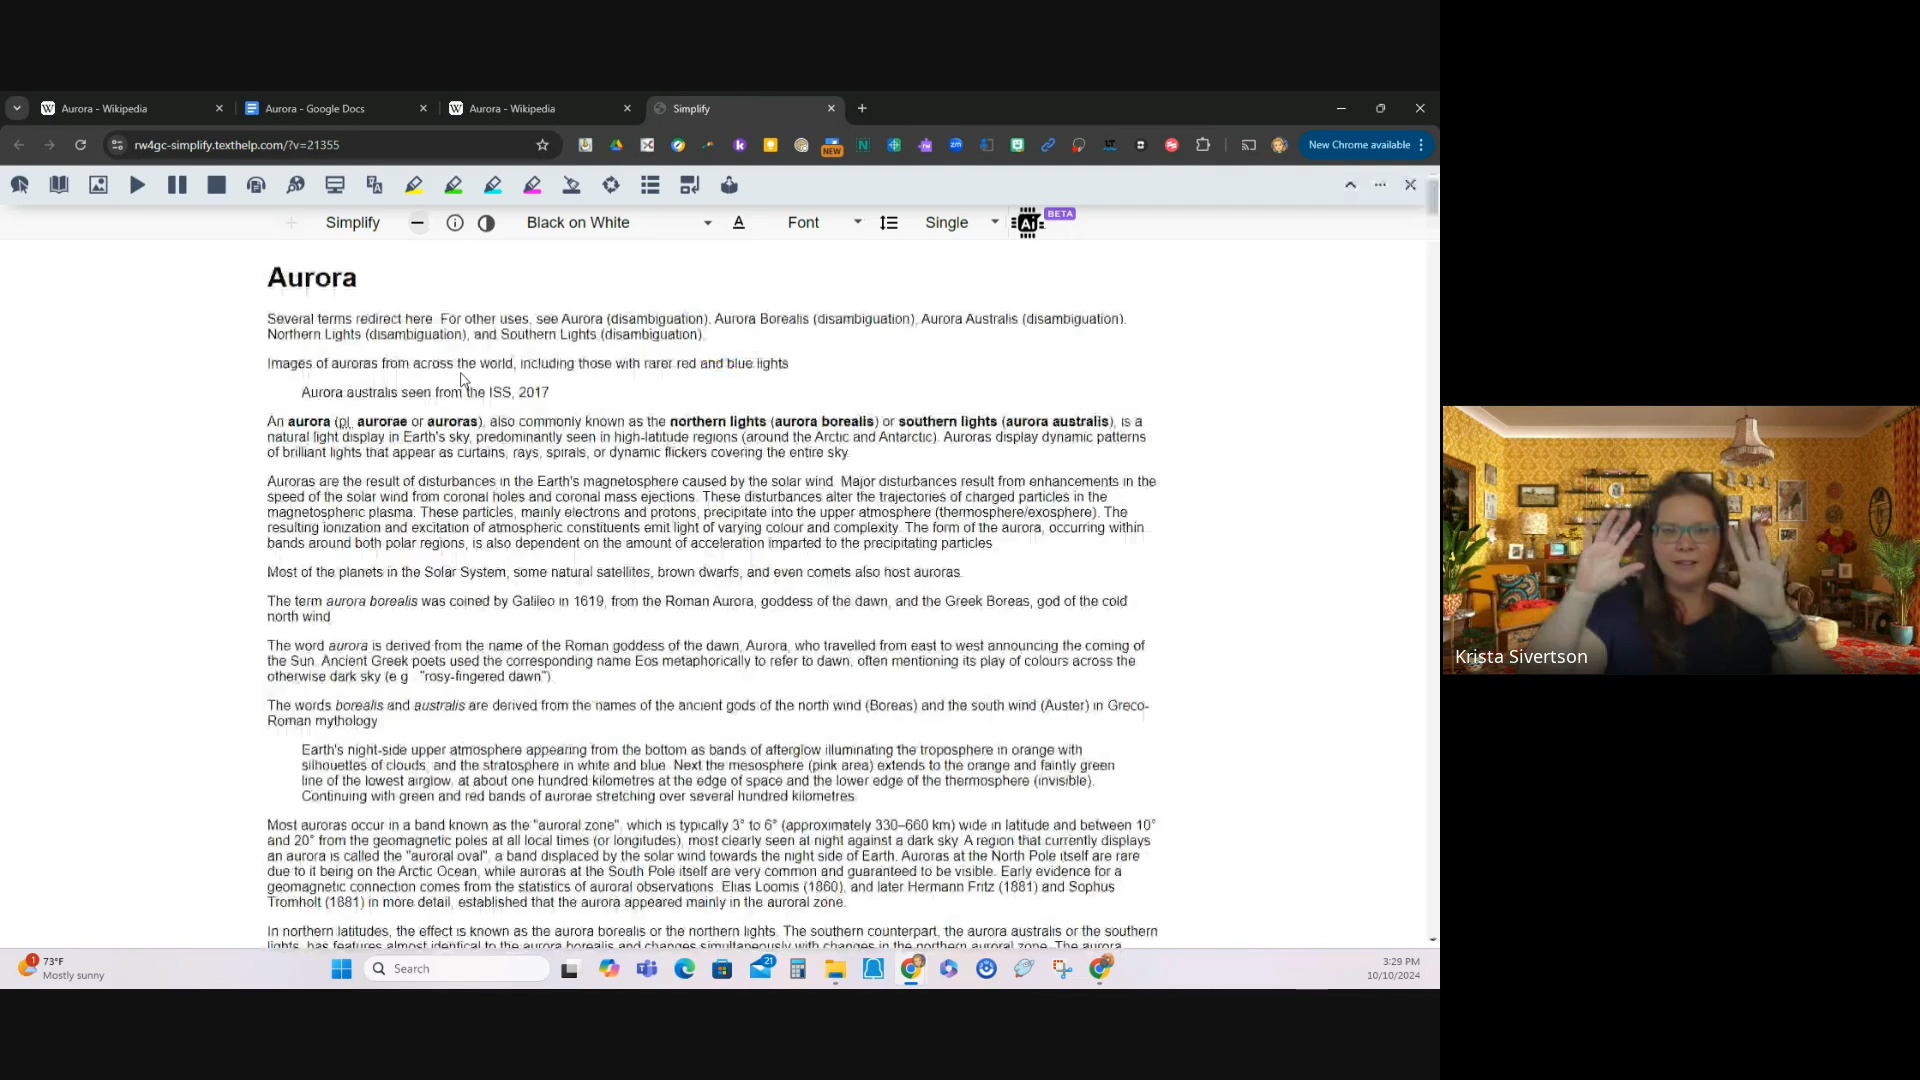 Aurora - Wikipedia
Aurora - Google Docs
Aurora - Wikipedia
Simplify
rw4gc-simplify.texthelp.com/?v=21355
NEW
New Chrome available
Simplify
Black on White
Font
Single
Ai
BETA
Aurora
Several terms redirect here. For other uses, see Aurora (disambiguation), Aurora Borealis (disambiguation), Aurora Australis (disambiguation),
Northern Lights (disambiguation), and Southern Lights (disambiguation).
Images of auroras from across the world, including those with rarer red and blue lights
Aurora australis seen from the ISS, 2017
An aurora (pl. aurorae or auroras), also commonly known as the northern lights (aurora borealis) or southern lights (aurora australis), is a
natural light display in Earth's sky, predominantly seen in high-latitude regions (around the Arctic and Antarctic). Auroras display dynamic patterns
of brilliant lights that appear as curtains, rays, spirals, or dynamic flickers covering the entire sky.
Auroras are the result of disturbances in the Earth's magnetosphere caused by the solar wind. Major disturbances result from enhancements in the
speed of the solar wind from coronal holes and coronal mass ejections. These disturbances alter the trajectories of charged particles in the
magnetospheric plasma. These particles, mainly electrons and protons, precipitate into the upper atmosphere (thermosphere/exosphere). The
resulting ionization and excitation of atmospheric constituents emit light of varying colour and complexity. The form of the aurora, occurring within
bands around both polar regions, is also dependent on the amount of acceleration imparted to the precipitating particles
Most of the planets in the Solar System, some natural satellites, brown dwarfs, and even comets also host auroras.
The term aurora borealis was coined by Galileo in 1619, from the Roman Aurora, goddess of the dawn, and the Greek Boreas, god of the cold
north wind
The word aurora is derived from the name of the Roman goddess of the dawn, Aurora, who travelled from east to west announcing the coming of
the Sun. Ancient Greek poets used the corresponding name Eos metaphorically to refer to dawn, often mentioning its play of colours across the
otherwise dark sky (e.g. "rosy-fingered dawn").
The words borealis and australis are derived from the names of the ancient gods of the north wind (Boreas) and the south wind (Auster) in Greco-
Roman mythology
Earth's night-side upper atmosphere appearing from the bottom as bands of afterglow illuminating the troposphere in orange with
silhouettes of clouds, and the stratosphere in white and blue. Next the mesosphere (pink area) extends to the orange and faintly green
line of the lowest airglow, at about one hundred kilometres at the edge of space and the lower edge of the thermosphere (invisible).
Continuing with green and red bands of aurorae stretching over several hundred kilometres
Most auroras occur in a band known as the "auroral zone", which is typically 3° to 6° (approximately 330–660 km) wide in latitude and between 10°
and 20° from the geomagnetic poles at all local times (or longitudes), most clearly seen at night against a dark sky. A region that currently displays
an aurora is called the "auroral oval", a band displaced by the solar wind towards the night side of Earth. Auroras at the North Pole itself are rare
due to it being on the Arctic Ocean, while auroras at the South Pole itself are very common and guaranteed to be visible. Early evidence for a
geomagnetic connection comes from the statistics of auroral observations. Elias Loomis (1860), and later Hermann Fritz (1881) and Sophus
Tromholt (1881) in more detail, established that the aurora appeared mainly in the auroral zone.
In northern latitudes, the effect is known as the aurora borealis or the northern lights. The southern counterpart, the aurora australis or the southern
lights, has features almost identical to the aurora borealis and changes simultaneously with changes in the northern auroral zone. The aurora
Krista Sivertson
1
73°F
Mostly sunny
Search
21
3:29 PM
10/10/2024